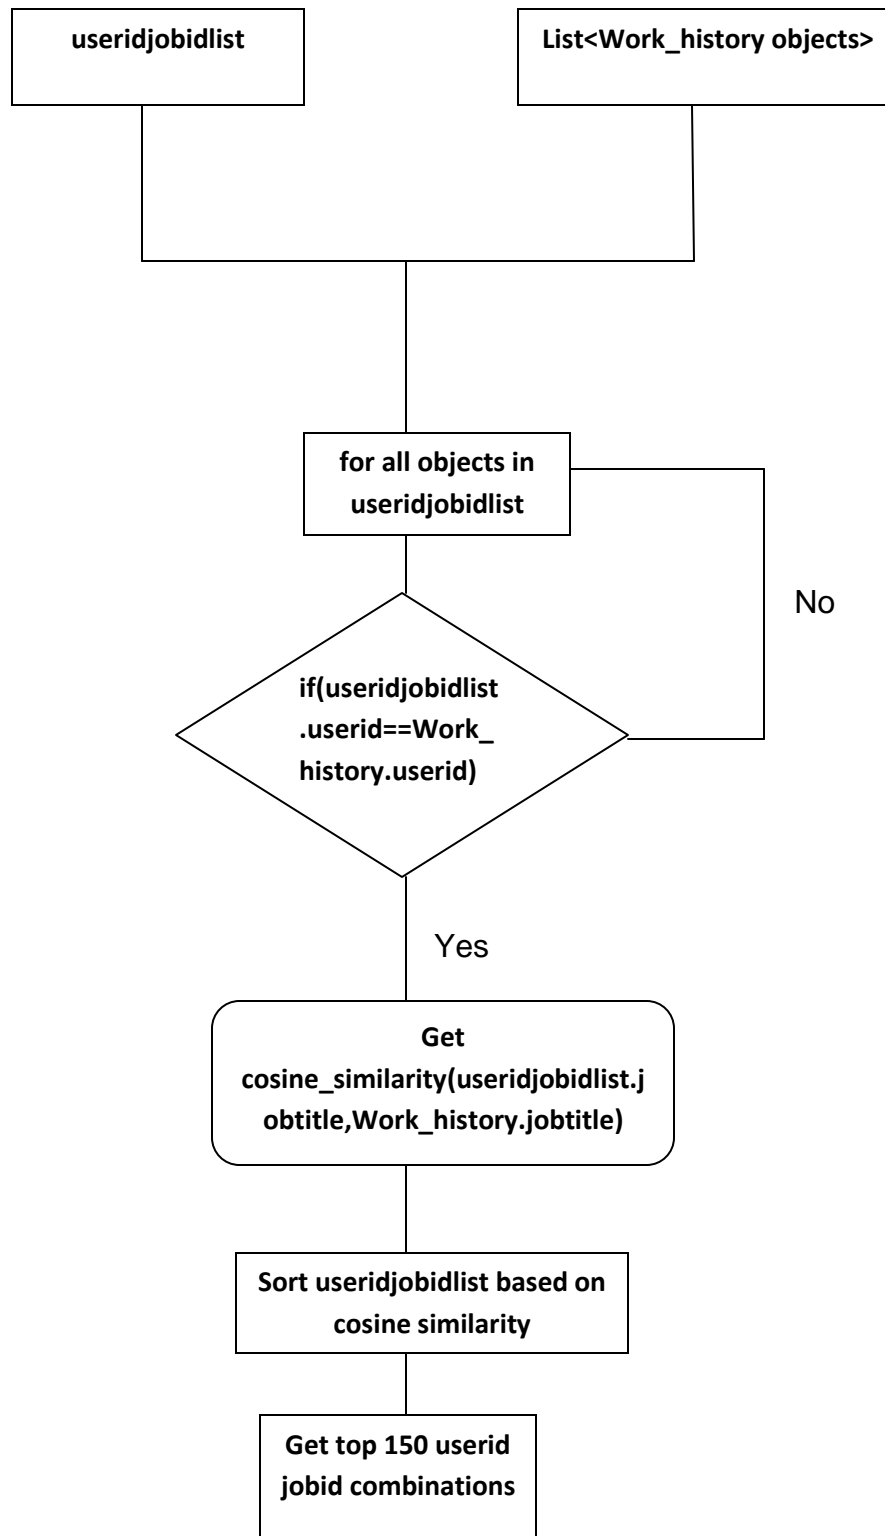 useridjobidlist
List<Work_history objects>
for all objects in
useridjobidlist
No
if(useridjobidlist
.userid==Work_
history.userid)
Yes
Get
cosine_similarity(useridjobidlist.j
obtitle,Work_history.jobtitle)
Sort useridjobidlist based on
cosine similarity
Get top 150 userid
jobid combinations